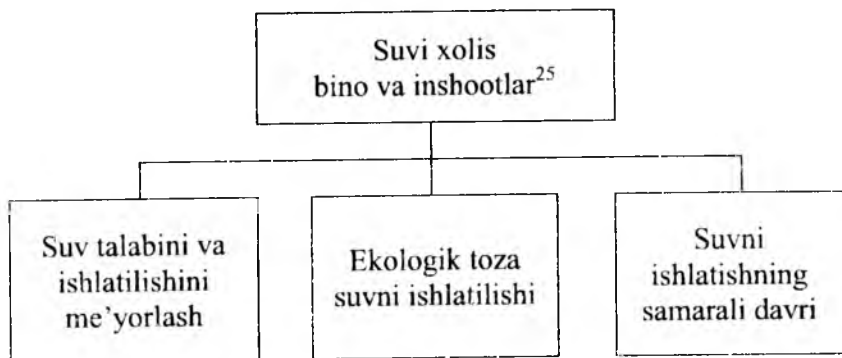 Suvi xolis
bino va inshootlar²⁵
Suv talabini va
ishlatilishini
me’yorlash
Ekologik toza
suvni ishlatilishi
Suvni
ishlatishning
samarali davri